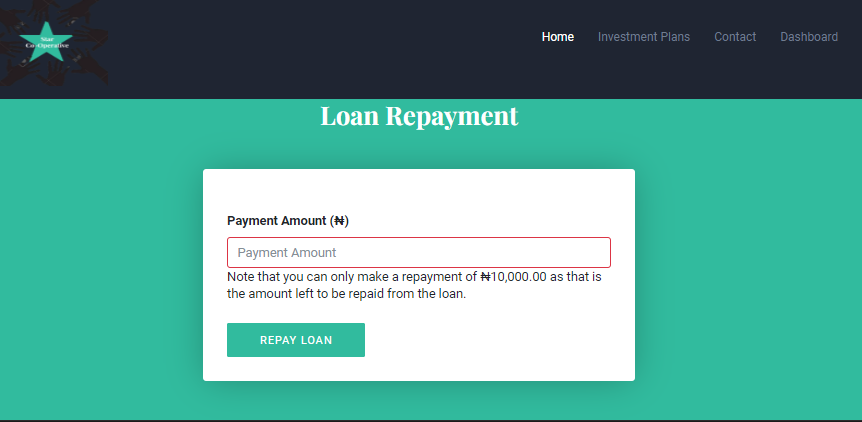 Star
Co-Operative
Home
Investment Plans
Contact
Dashboard
Loan Repayment
Payment Amount (₦)
Payment Amount
Note that you can only make a repayment of ₦10,000.00 as that is
the amount left to be repaid from the loan.
REPAY LOAN